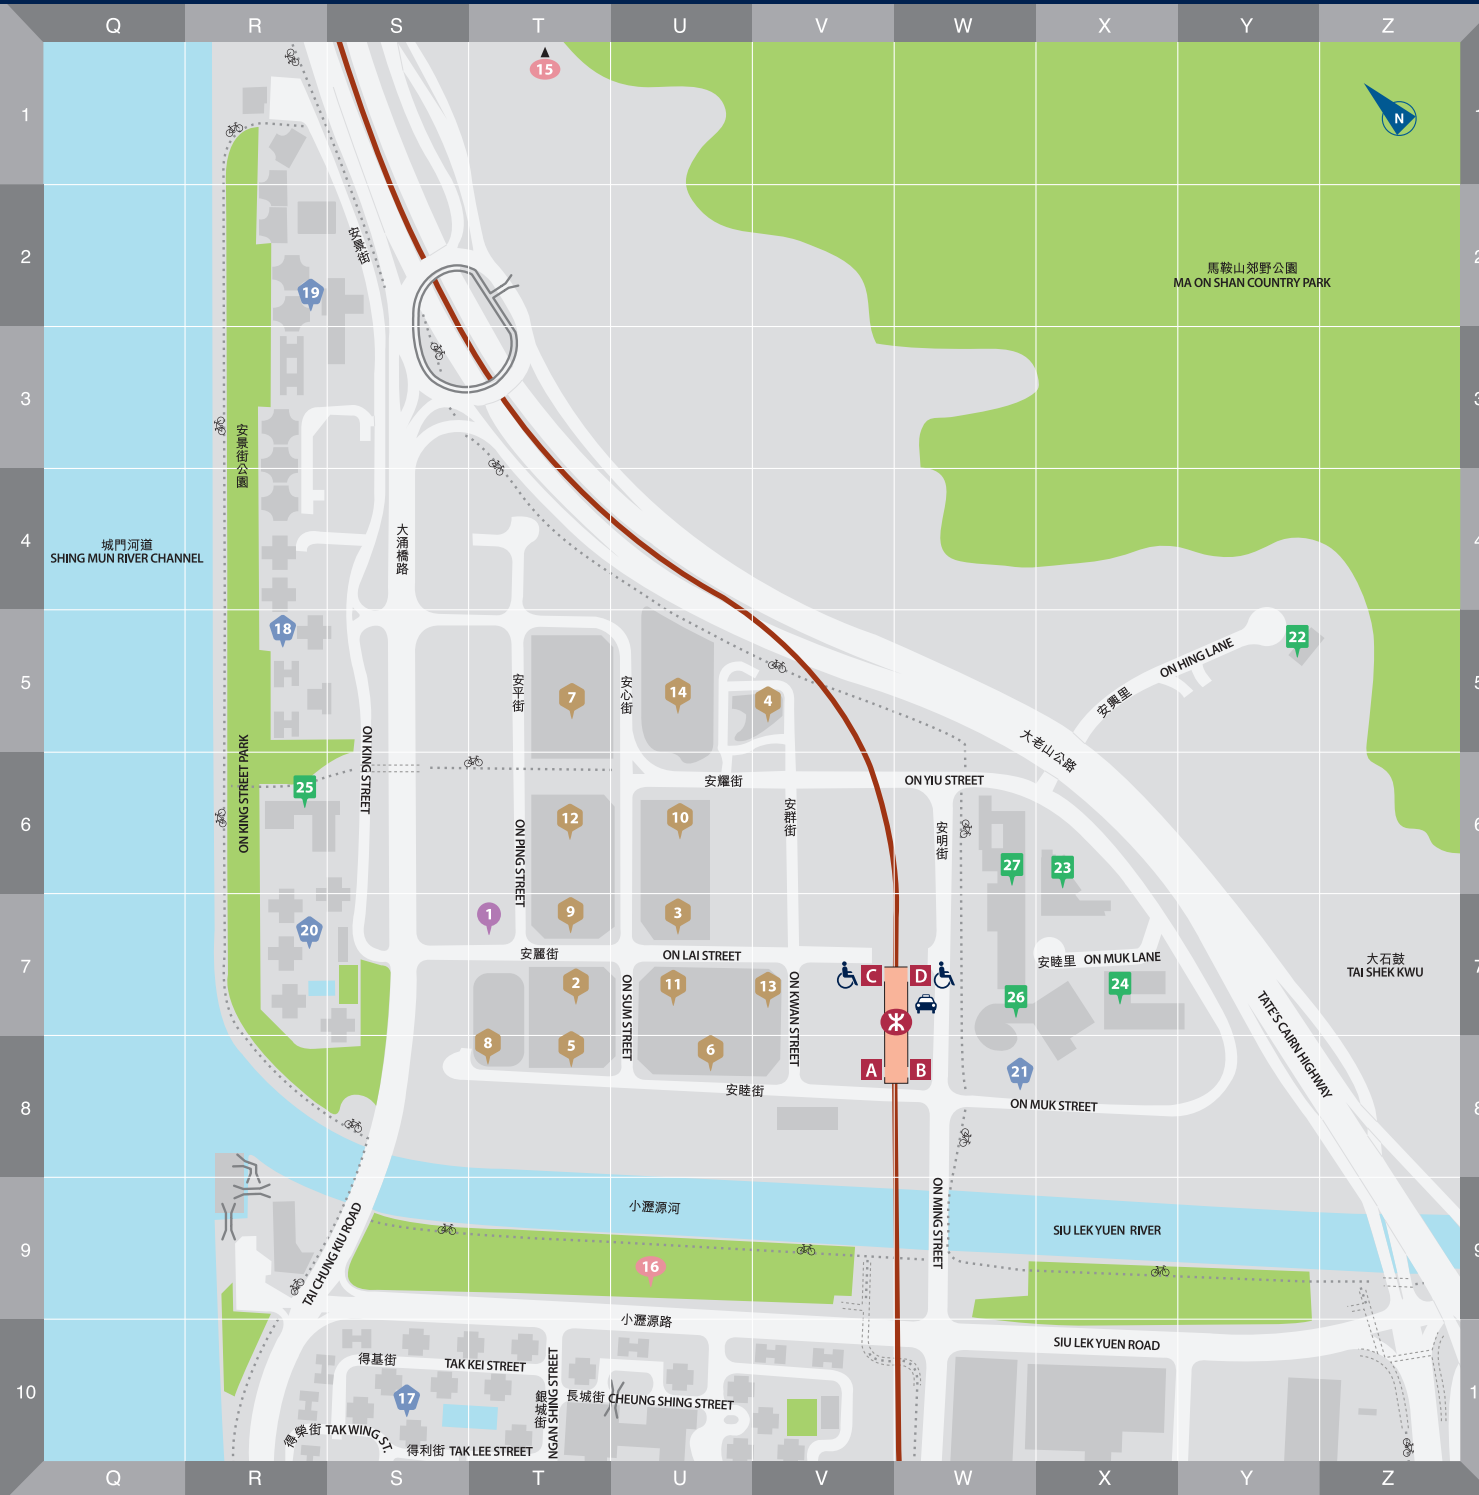 Q R S T U V W X Y Z
1
15
N
2
安景街
19
馬鞍山郊野公園
MA ON SHAN COUNTRY PARK
3
安景街公園
4
城門河道
SHING MUN RIVER CHANNEL
大涌橋路
5
18
安平街
7
安心街
14
4
ON HING LANE
安興里
22
大老山公路
6
ON KING STREET PARK
25
ON KING STREET
安耀街
ON YIU STREET
ON PING STREET
12
10
安群街
安明街
27
23
7
20
1
9
3
安麗街
ON LAI STREET
安睦里 ON MUK LANE
大石鼓
TAI SHEK KWU
2
11
13
C D
26
24
ON SUM STREET
ON KWAN STREET
TATE'S CAIRN HIGHWAY
8
8
5
6
A B
21
安睦街
ON MUK STREET
9
小瀝源河
SIU LEK YUEN RIVER
TAI CHUNG KIU ROAD
ON MING STREET
16
小瀝源路
SIU LEK YUEN ROAD
10
得基街
TAK KEI STREET
17
銀城街
NGAN SHING STREET
長城街 CHEUNG SHING STREET
得榮街 TAK WING ST.
得利街 TAK LEE STREET
1
2
3
4
5
6
7
8
9
1
Q R S T U V W X Y Z